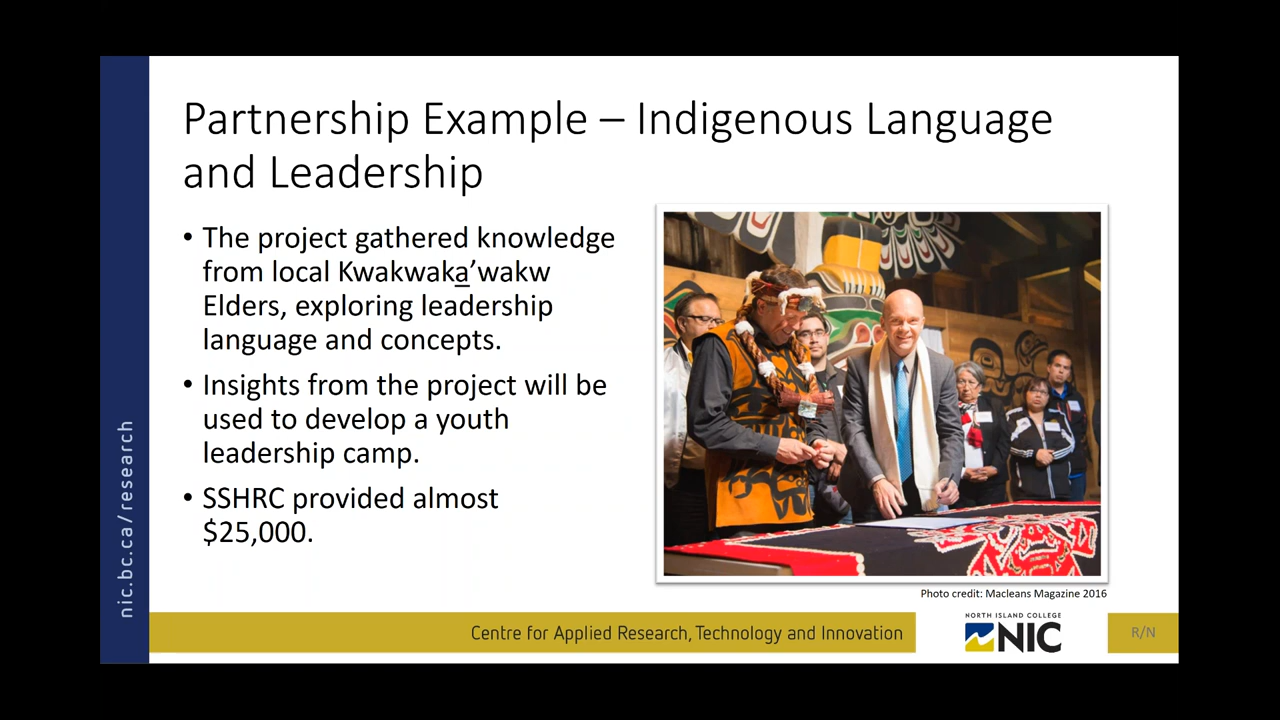 Partnership Example – Indigenous Language
and Leadership
• The project gathered knowledge
from local Kwakwaka̱’wakw
Elders, exploring leadership
language and concepts.
• Insights from the project will be
used to develop a youth
leadership camp.
• SSHRC provided almost
$25,000.
Photo credit: Macleans Magazine 2016
nic.bc.ca/research
Centre for Applied Research, Technology and Innovation
NORTH ISLAND COLLEGE
NIC
R/N